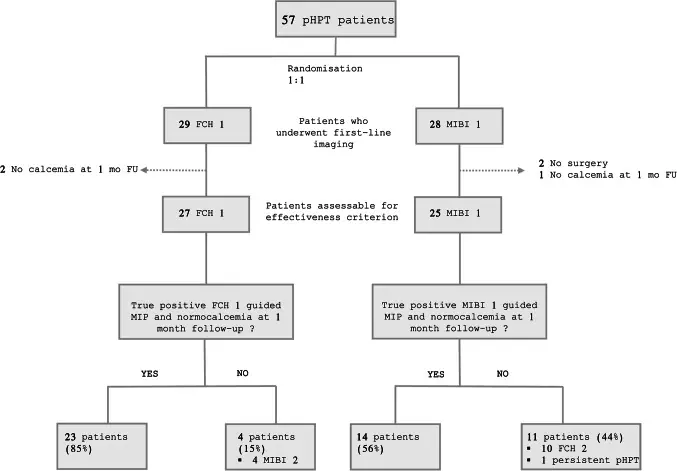 57 pHPT patients
Randomisation
1:1
29 FCH 1
Patients who
underwent first-line
imaging
28 MIBI 1
2 No calcemia at 1 mo FU
2 No surgery
1 No calcemia at 1 mo FU
27 FCH 1
Patients assessable for
effectiveness criterion
25 MIBI 1
True positive FCH 1 guided
MIP and normocalcemia at 1
month follow-up ?
True positive MIBI 1 guided
MIP and normocalcemia at 1
month follow-up ?
YES
NO
YES
NO
23 patients
(85%)
4 patients
(15%)
▪ 4 MIBI 2
14 patients
(56%)
11 patients (44%)
▪ 10 FCH 2
▪ 1 persistent pHPT